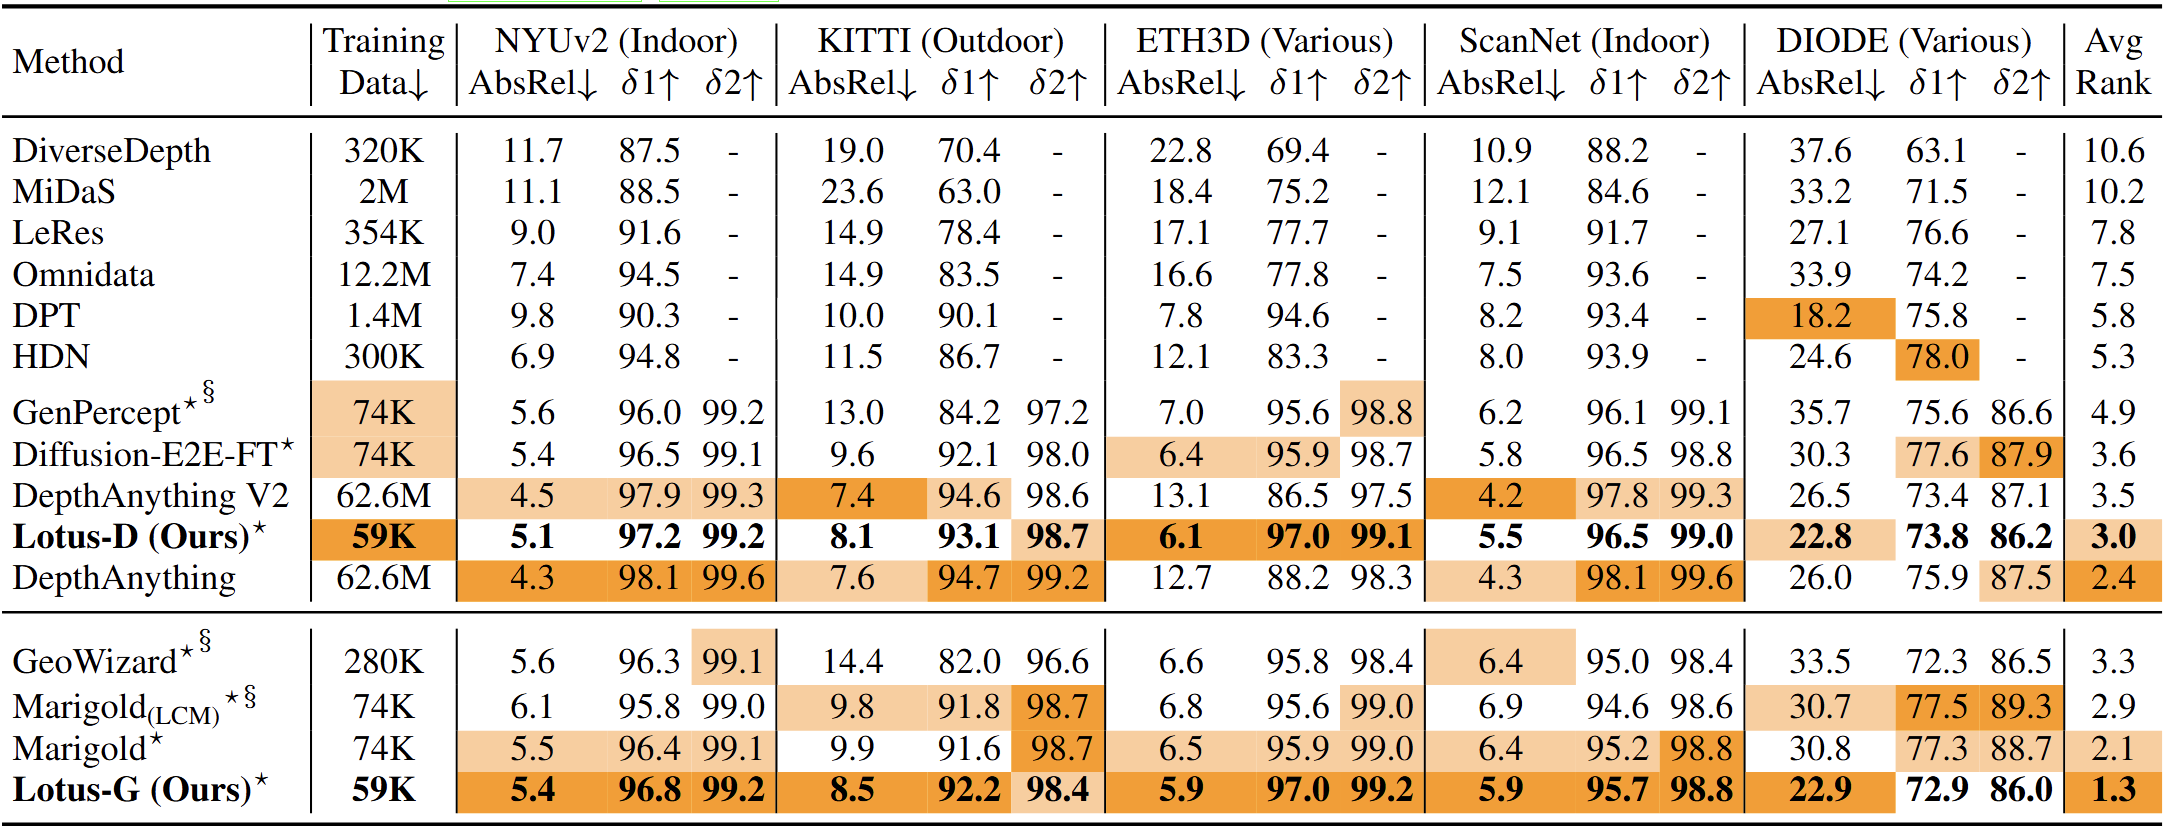 Method Training NYUv2 (Indoor) KITTI (Outdoor) ETH3D (Various) ScanNet (Indoor) DIODE (Various) Avg
Data↓ AbsRel↓ δ1↑ δ2↑ AbsRel↓ δ1↑ δ2↑ AbsRel↓ δ1↑ δ2↑ AbsRel↓ δ1↑ δ2↑ AbsRel↓ δ1↑ δ2↑ Rank
DiverseDepth 320K 11.7 87.5 - 19.0 70.4 - 22.8 69.4 - 10.9 88.2 - 37.6 63.1 - 10.6
MiDaS 2M 11.1 88.5 - 23.6 63.0 - 18.4 75.2 - 12.1 84.6 - 33.2 71.5 - 10.2
LeRes 354K 9.0 91.6 - 14.9 78.4 - 17.1 77.7 - 9.1 91.7 - 27.1 76.6 - 7.8
Omnidata 12.2M 7.4 94.5 - 14.9 83.5 - 16.6 77.8 - 7.5 93.6 - 33.9 74.2 - 7.5
DPT 1.4M 9.8 90.3 - 10.0 90.1 - 7.8 94.6 - 8.2 93.4 - 18.2 75.8 - 5.8
HDN 300K 6.9 94.8 - 11.5 86.7 - 12.1 83.3 - 8.0 93.9 - 24.6 78.0 - 5.3
GenPercept⋆§ 74K 5.6 96.0 99.2 13.0 84.2 97.2 7.0 95.6 98.8 6.2 96.1 99.1 35.7 75.6 86.6 4.9
Diffusion-E2E-FT⋆ 74K 5.4 96.5 99.1 9.6 92.1 98.0 6.4 95.9 98.7 5.8 96.5 98.8 30.3 77.6 87.9 3.6
DepthAnything V2 62.6M 4.5 97.9 99.3 7.4 94.6 98.6 13.1 86.5 97.5 4.2 97.8 99.3 26.5 73.4 87.1 3.5
Lotus-D (Ours)⋆ 59K 5.1 97.2 99.2 8.1 93.1 98.7 6.1 97.0 99.1 5.5 96.5 99.0 22.8 73.8 86.2 3.0
DepthAnything 62.6M 4.3 98.1 99.6 7.6 94.7 99.2 12.7 88.2 98.3 4.3 98.1 99.6 26.0 75.9 87.5 2.4
GeoWizard⋆§ 280K 5.6 96.3 99.1 14.4 82.0 96.6 6.6 95.8 98.4 6.4 95.0 98.4 33.5 72.3 86.5 3.3
Marigold(LCM)⋆§ 74K 6.1 95.8 99.0 9.8 91.8 98.7 6.8 95.6 99.0 6.9 94.6 98.6 30.7 77.5 89.3 2.9
Marigold⋆ 74K 5.5 96.4 99.1 9.9 91.6 98.7 6.5 95.9 99.0 6.4 95.2 98.8 30.8 77.3 88.7 2.1
Lotus-G (Ours)⋆ 59K 5.4 96.8 99.2 8.5 92.2 98.4 5.9 97.0 99.2 5.9 95.7 98.8 22.9 72.9 86.0 1.3